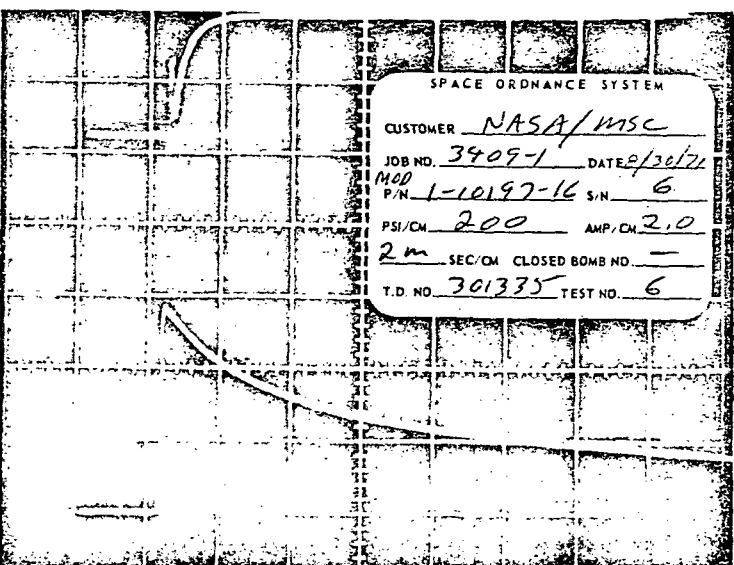 SPACE ORDNANCE SYSTEM
CUSTOMER NASA/MSC
JOB NO. 3409-1 DATE 8/30/71
MOD
P/N 1-10197-16 S/N 6
PSI/CM 200 AMP/CM 2.0
2m SEC/CM CLOSED BOMB NO. —
T.D. NO. 301335 TEST NO. 6